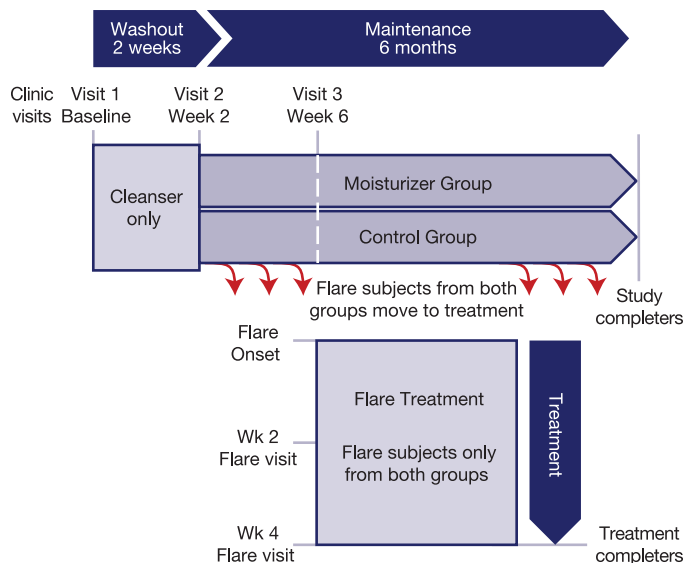 Washout
2 weeks
Maintenance
6 months
Clinic
visits
Visit 1
Baseline
Visit 2
Week 2
Visit 3
Week 6
Cleanser
only
Moisturizer Group
Control Group
Flare subjects from both
groups move to treatment
Study
completers
Flare
Onset
Flare Treatment
Flare subjects only
from both groups
Treatment
Wk 2
Flare visit
Wk 4
Flare visit
Treatment
completers